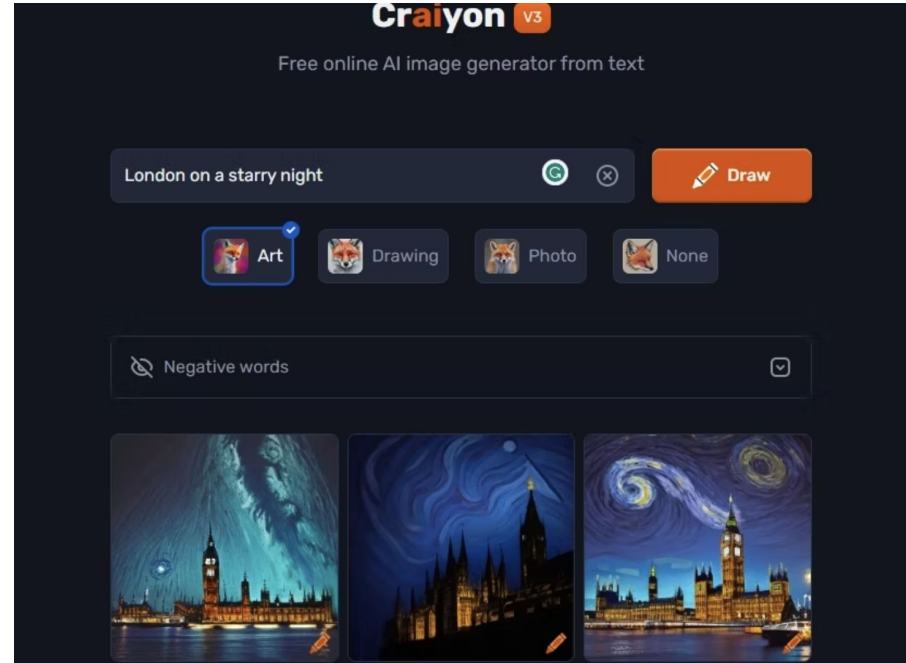 Craiyon V3
Free online AI image generator from text
London on a starry night
Draw
Art Drawing Photo None
Negative words